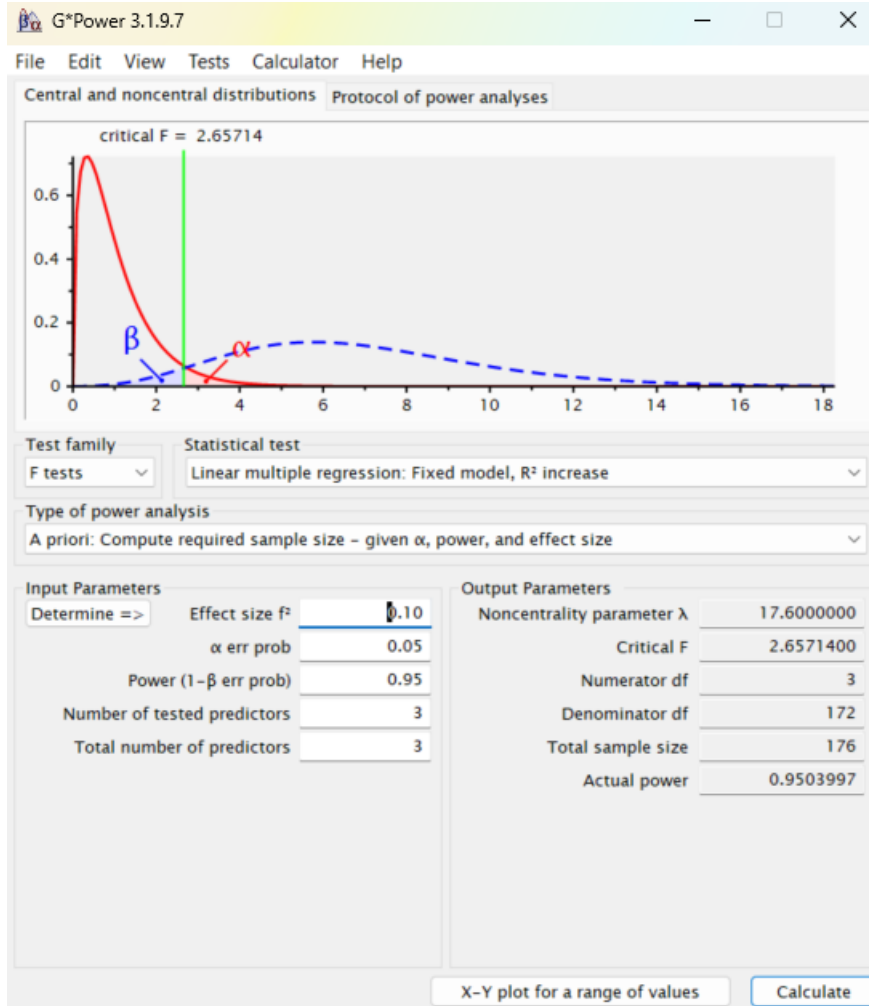 βα G*Power 3.1.9.7
File Edit View Tests Calculator Help
Central and noncentral distributions Protocol of power analyses
critical F = 2.65714
0.6
0.4
0.2
β α
0
0 2 4 6 8 10 12 14 16 18
Test family Statistical test
F tests Linear multiple regression: Fixed model, R² increase
Type of power analysis
A priori: Compute required sample size – given α, power, and effect size
Input Parameters Output Parameters
Determine => Effect size f² 0.10 Noncentrality parameter λ 17.6000000
α err prob 0.05 Critical F 2.6571400
Power (1-β err prob) 0.95 Numerator df 3
Number of tested predictors 3 Denominator df 172
Total number of predictors 3 Total sample size 176
Actual power 0.9503997
X-Y plot for a range of values Calculate